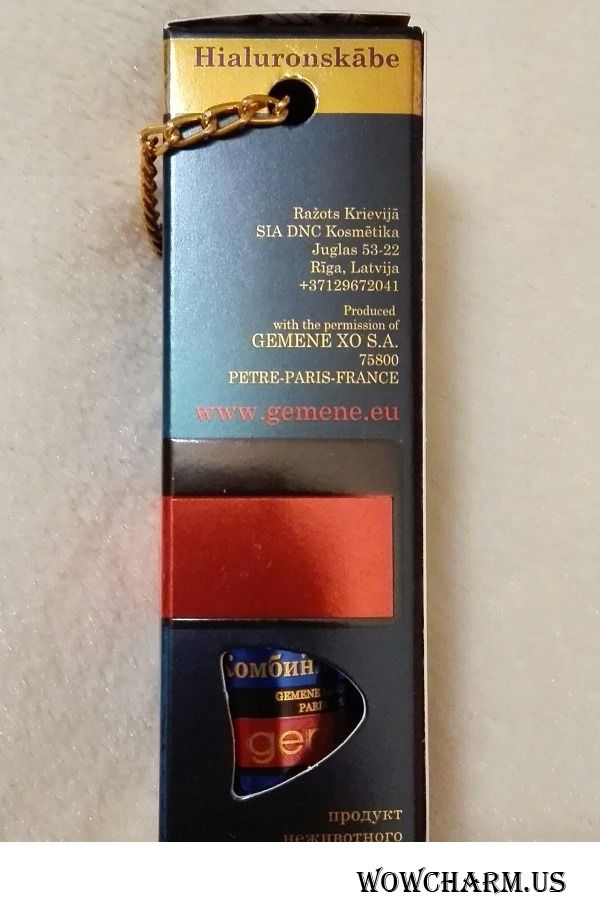 Hialuronskābe
Ražots Krievijā
SIA DNC Kosmētika
Juglas 53-22
Rīga, Latvija
+37129672041
Produced
with the permission of
GEMENE XO S.A.
75800
PETRE-PARIS-FRANCE
www.gemene.eu
GEMENE
ger
продукт
неживотного
WOWCHARM.US